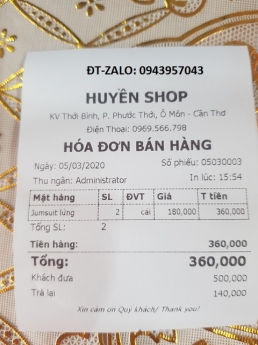 ĐT-ZALO: 0943957043
HUYỀN SHOP
KV Thới Bình, P. Phước Thới, Ô Môn - Cần Thơ
Điện Thoại: 0969.566.798
HÓA ĐƠN BÁN HÀNG
Ngày: 05/03/2020 Số phiếu: 05030003
Thu ngân: Administrator In lúc: 15:54
Mặt hàng SL ĐVT Giá T tiền
Jumsuit lửng 2 cái 180,000 360,000
Tổng SL: 2
Tiền hàng: 360,000
Tổng: 360,000
Khách đưa 500,000
Trả lại 140,000
Xin cảm ơn Quý khách/ Thank you!